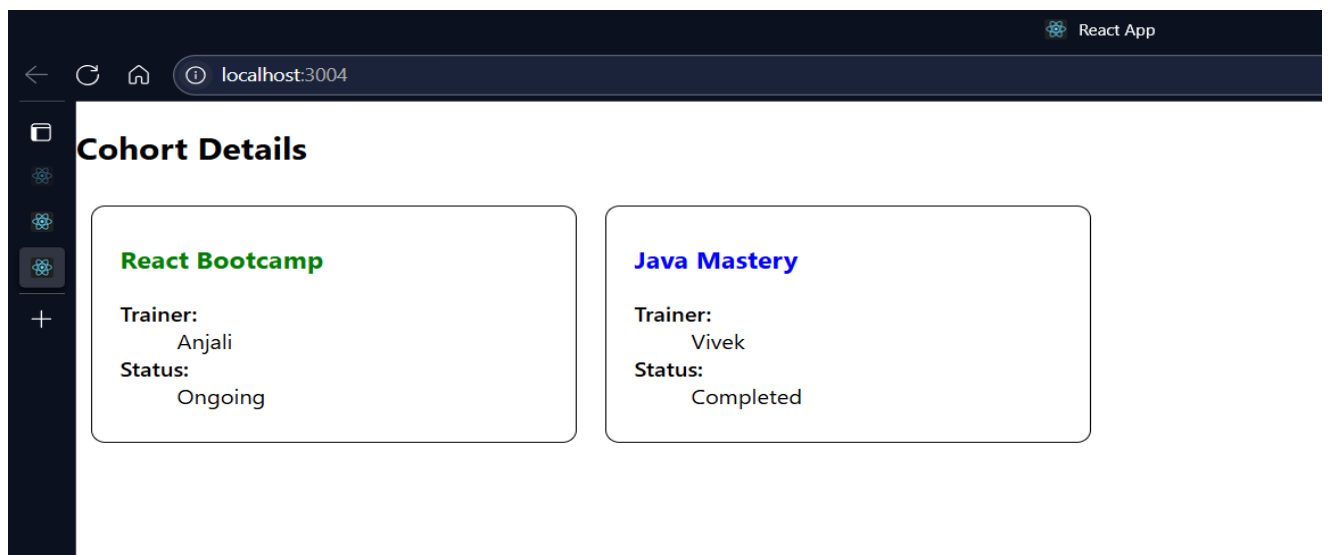 React App
localhost:3004
Cohort Details
React Bootcamp
Trainer:
Anjali
Status:
Ongoing
Java Mastery
Trainer:
Vivek
Status:
Completed